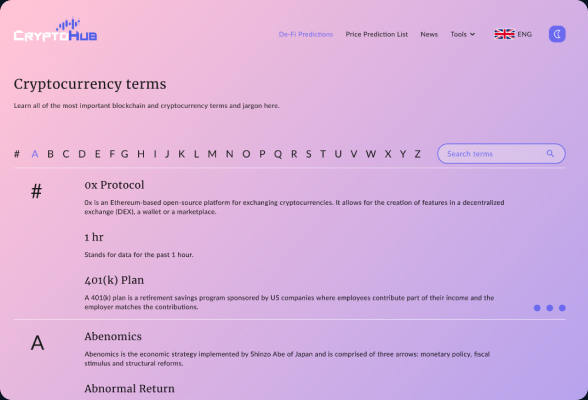 CRYPTOHUB
De-Fi Predictions Price Prediction List News Tools ENG
Cryptocurrency terms
Learn all of the most important blockchain and cryptocurrency terms and jargon here.
# A B C D E F G H I J K L M N O P Q R S T U V W X Y Z Search terms
# 0x Protocol
0x is an Ethereum-based open-source platform for exchanging cryptocurrencies. It allows for the creation of features in a decentralized
exchange (DEX), a wallet or a marketplace.
1 hr
Stands for data for the past 1 hour.
401(k) Plan
A 401(k) plan is a retirement savings program sponsored by US companies where employees contribute part of their income and the
employer matches the contributions.
A Abenomics
Abenomics is the economic strategy implemented by Shinzo Abe of Japan and is comprised of three arrows: monetary policy, fiscal
stimulus and structural reforms.
Abnormal Return